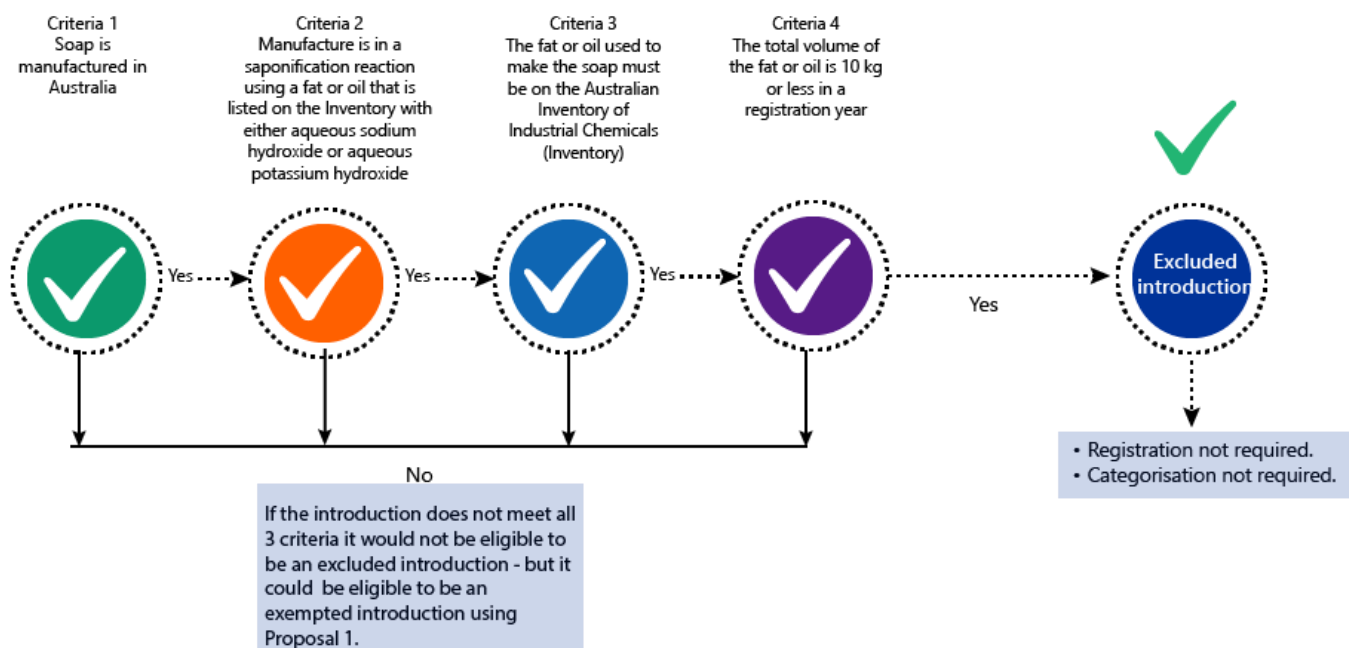 Criteria 1
Soap is
manufactured in
Australia
Criteria 2
Manufacture is in a
saponification reaction
using a fat or oil that is
listed on the Inventory with
either aqueous sodium
hydroxide or aqueous
potassium hydroxide
Criteria 3
The fat or oil used to
make the soap must
be on the Australian
Inventory of
Industrial Chemicals
(Inventory)
Criteria 4
The total volume of
the fat or oil is 10 kg
or less in a
registration year
Yes
Yes
Yes
Yes
Excluded
introduction
• Registration not required.
• Categorisation not required.
No
If the introduction does not meet all
3 criteria it would not be eligible to
be an excluded introduction - but it
could be eligible to be an
exempted introduction using
Proposal 1.